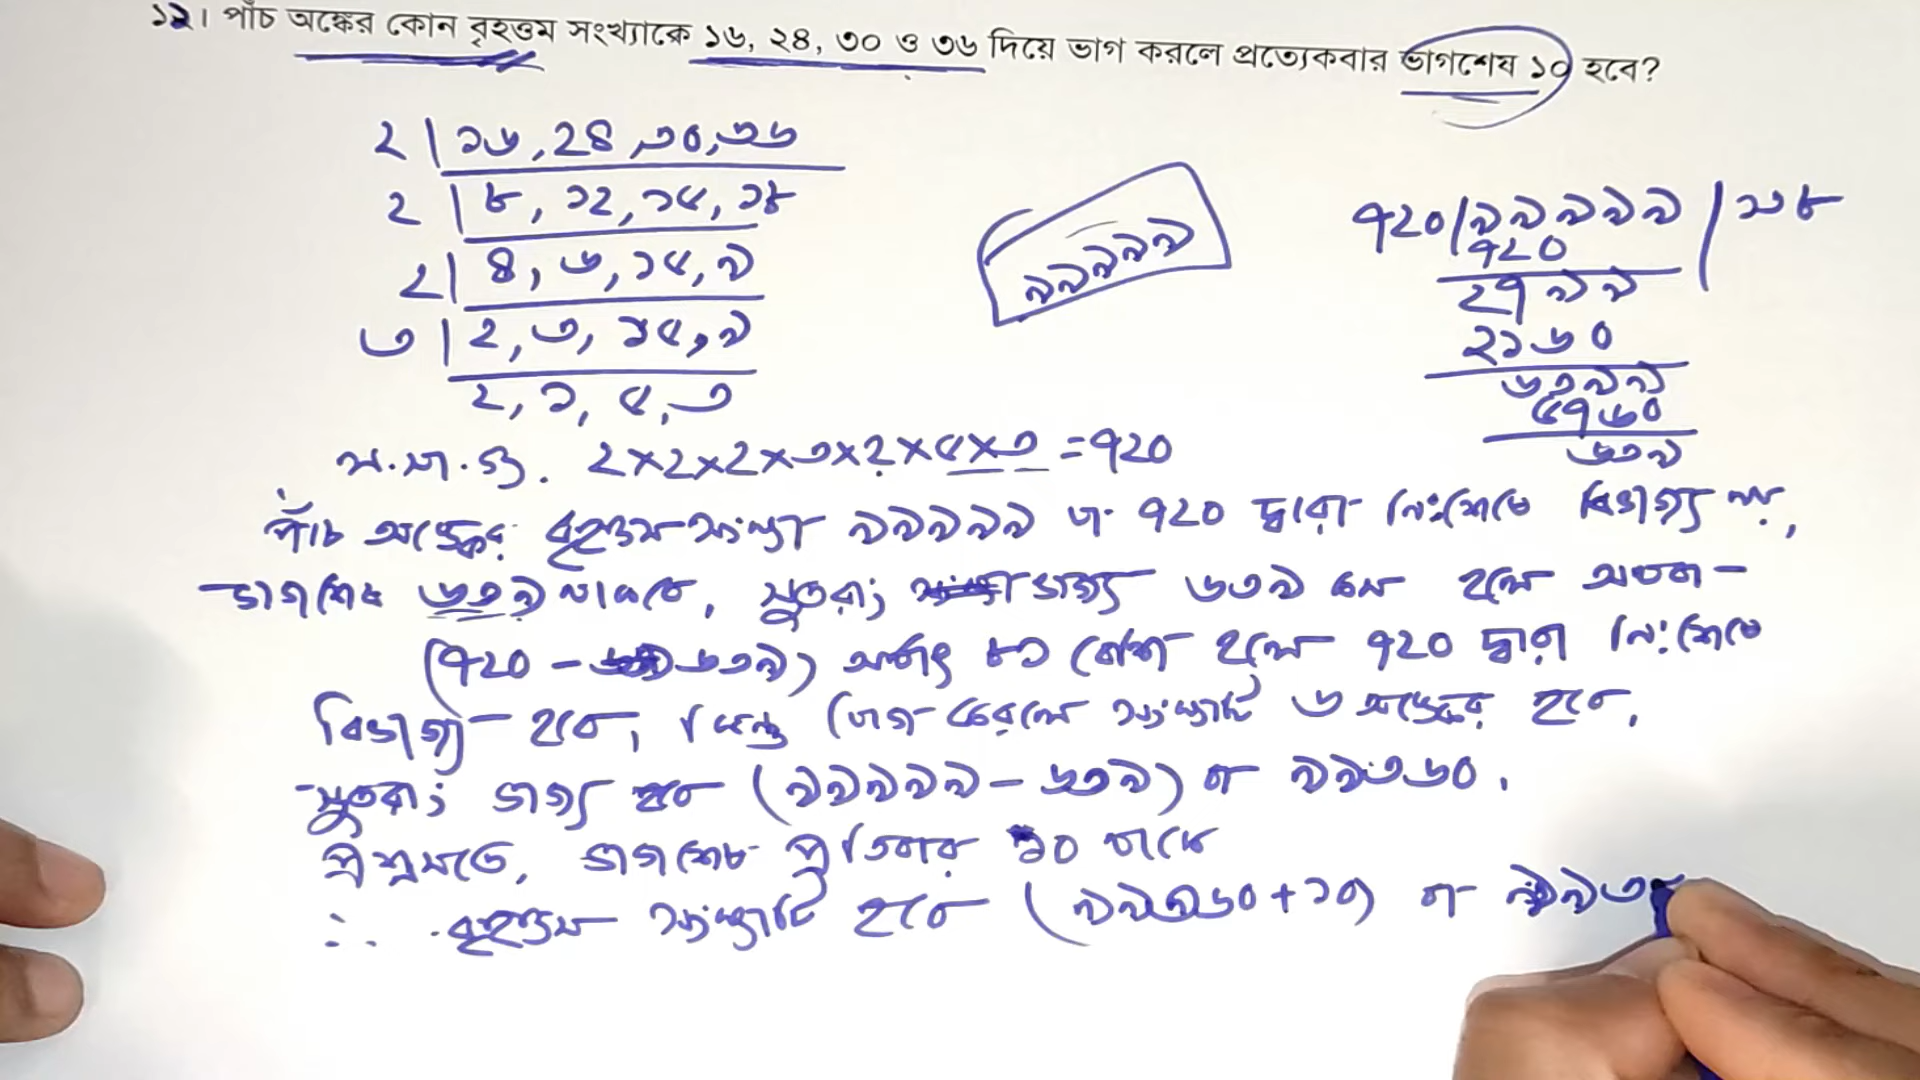 ১২। পাঁচ অঙ্কের কোন বৃহত্তম সংখ্যাকে ১৬, ২৪, ৩০ ও ৩৬ দিয়ে ভাগ করলে প্রত্যেকবার ভাগশেষ ১০ হবে?
২ | ১৬, ২৪, ৩০, ৩৬
২ | ৮, ১২, ১৫, ১৮
২ | ৪, ৬, ১৫, ৯
৩ | ২, ৩, ১৫, ৯
২, ১, ৫, ৩
ল.সা.গু. ২×২×২×৩×২×৫×৩ = ৭২০
৯৯৯৯৯
৭২০ | ৯৯৯৯৯ | ১৩৮
৭২০
২৭৯৯
২১৬০
৬৩৯৯
৫৭৬০
৬৩৯
পাঁচ অঙ্কের বৃহত্তম সংখ্যা ৯৯৯৯৯ যা ৭২০ দ্বারা নিঃশেষে বিভাজ্য নয়,
ভাগশেষ ৬৩৯ থাকবে, সুতরাং ভাজ্য ৬৩৯ কম হলে অথবা
(৭২০ - ৬৩৯) অর্থাৎ ৮১ বেশি হলে ৭২০ দ্বারা নিঃশেষে
বিভাজ্য হবে, কিন্তু যোগ করলে সংখ্যাটি ৬ অঙ্কের হবে,
সুতরাং ভাজ্য হবে (৯৯৯৯৯ - ৬৩৯) বা ৯৯৩৬০.
প্রশ্নমতে, ভাগশেষ প্রতিবার ১০ থাকে
∴ বৃহত্তম সংখ্যাটি হবে (৯৯৩৬০ + ১০) বা ৯৯৩